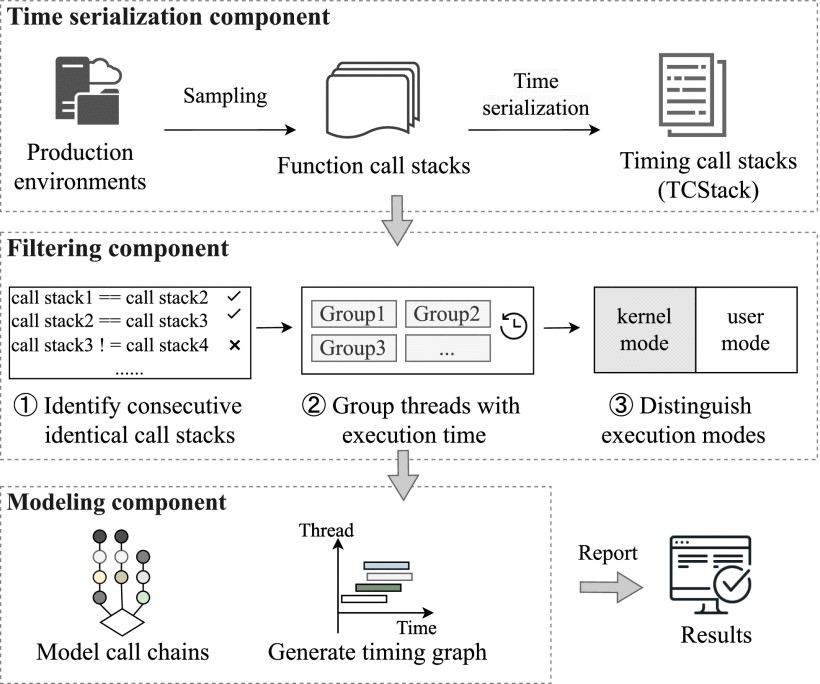 Time serialization component
Sampling
Time
serialization
Production
environments
Function call stacks
Timing call stacks
(TCStack)
Filtering component
call stack1 == call stack2 ✓
call stack2 == call stack3 ✓
call stack3 ! = call stack4 ×
......
Group1 Group2
Group3 ...
kernel
mode
user
mode
① Identify consecutive
identical call stacks
② Group threads with
execution time
③ Distinguish
execution modes
Modeling component
Thread
Time
Model call chains
Generate timing graph
Report
Results